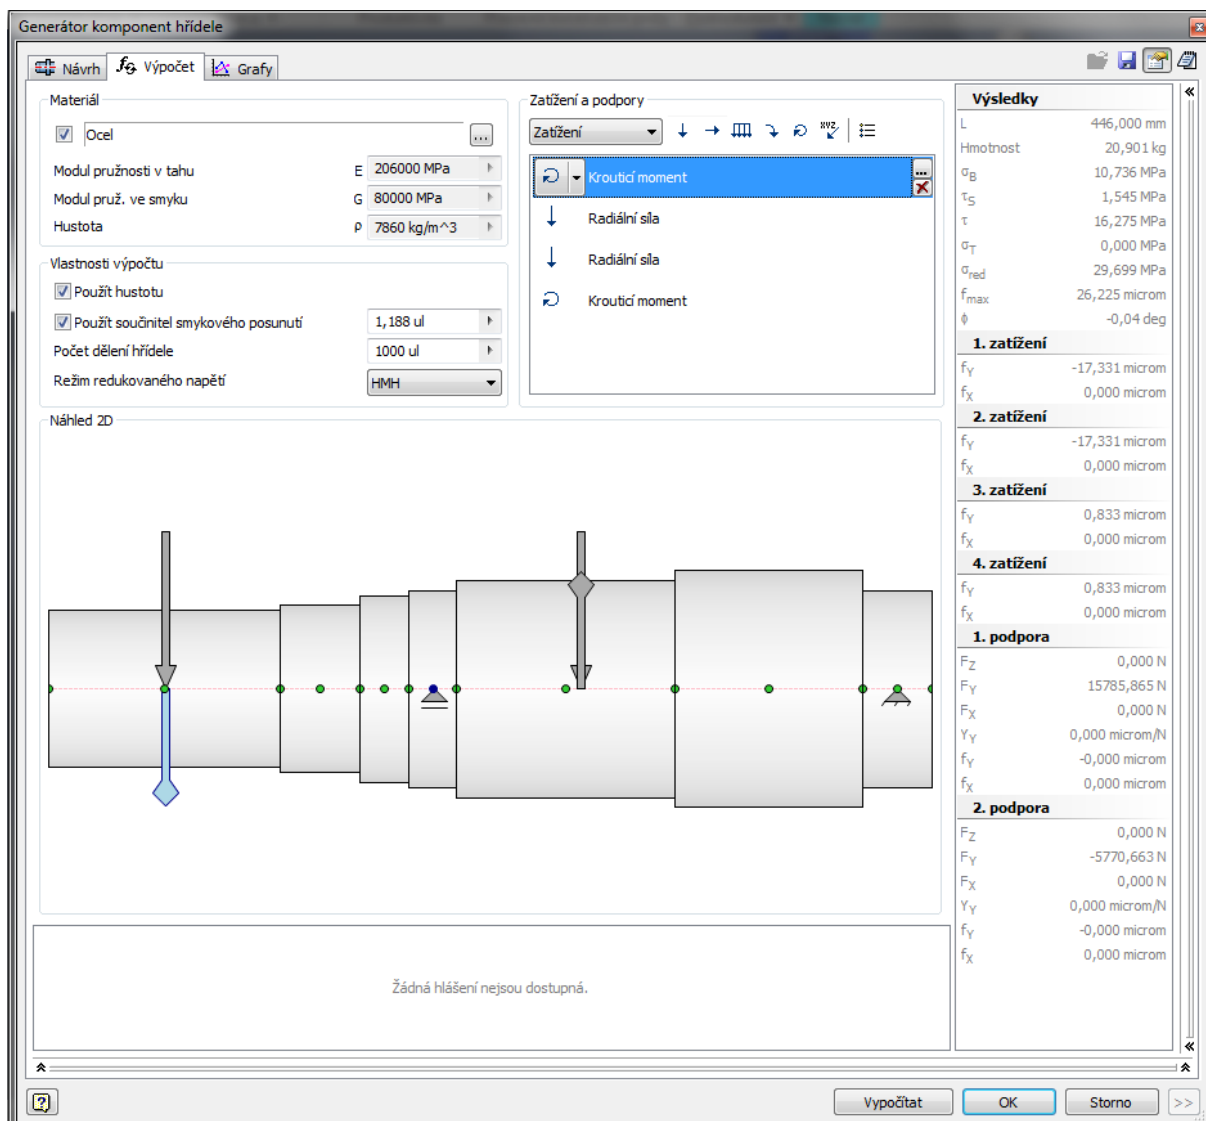 Generátor komponent hřídele
Návrh
Výpočet
Grafy
Materiál
Ocel
...
Modul pružnosti v tahu E 206000 MPa
Modul pruž. ve smyku G 80000 MPa
Hustota ρ 7860 kg/m^3
Vlastnosti výpočtu
Použít hustotu
Použít součinitel smykového posunutí 1,188 ul
Počet dělení hřídele 1000 ul
Režim redukovaného napětí HMH
Zatížení a podpory
Zatížení
XYZ
Krouticí moment
...
Radiální síla
Radiální síla
Krouticí moment
Náhled 2D
Žádná hlášení nejsou dostupná.
Výsledky
L 446,000 mm
Hmotnost 20,901 kg
σB 10,736 MPa
τS 1,545 MPa
τ 16,275 MPa
σT 0,000 MPa
σred 29,699 MPa
fmax 26,225 microm
ϕ -0,04 deg
1. zatížení
fY -17,331 microm
fX 0,000 microm
2. zatížení
fY -17,331 microm
fX 0,000 microm
3. zatížení
fY 0,833 microm
fX 0,000 microm
4. zatížení
fY 0,833 microm
fX 0,000 microm
1. podpora
FZ 0,000 N
FY 15785,865 N
FX 0,000 N
YY 0,000 microm/N
fY -0,000 microm
fX 0,000 microm
2. podpora
FZ 0,000 N
FY -5770,663 N
FX 0,000 N
YY 0,000 microm/N
fY -0,000 microm
fX 0,000 microm
Vypočítat
OK
Storno
>>